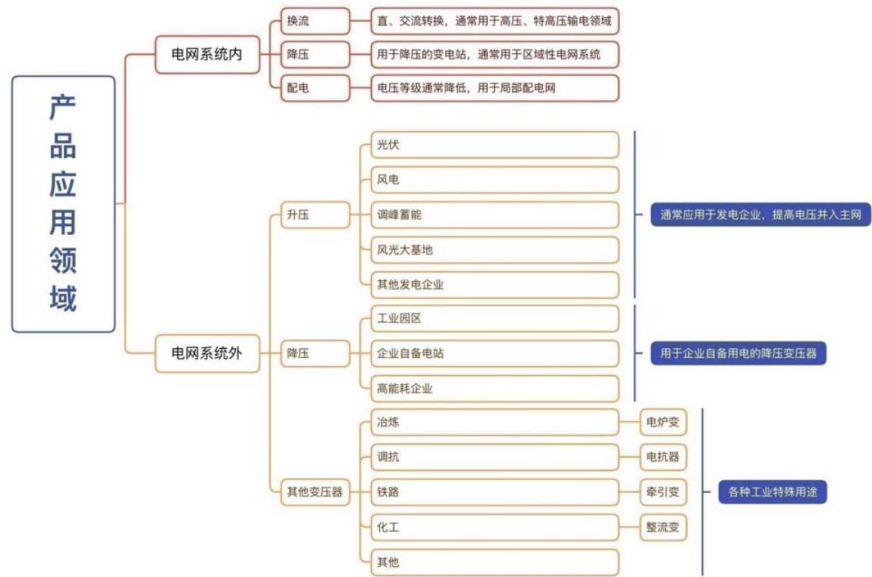 产品应用领域
电网系统内
换流
直、交流转换，通常用于高压、特高压输电领域
降压
用于降压的变电站，通常用于区域性电网系统
配电
电压等级通常降低，用于局部配电网
电网系统外
升压
光伏
风电
调峰蓄能
风光大基地
其他发电企业
通常应用于发电企业，提高电压并入主网
降压
工业园区
企业自备电站
高能耗企业
用于企业自备用电的降压变压器
其他变压器
冶炼
电炉变
调抗
电抗器
铁路
牵引变
化工
整流变
其他
各种工业特殊用途